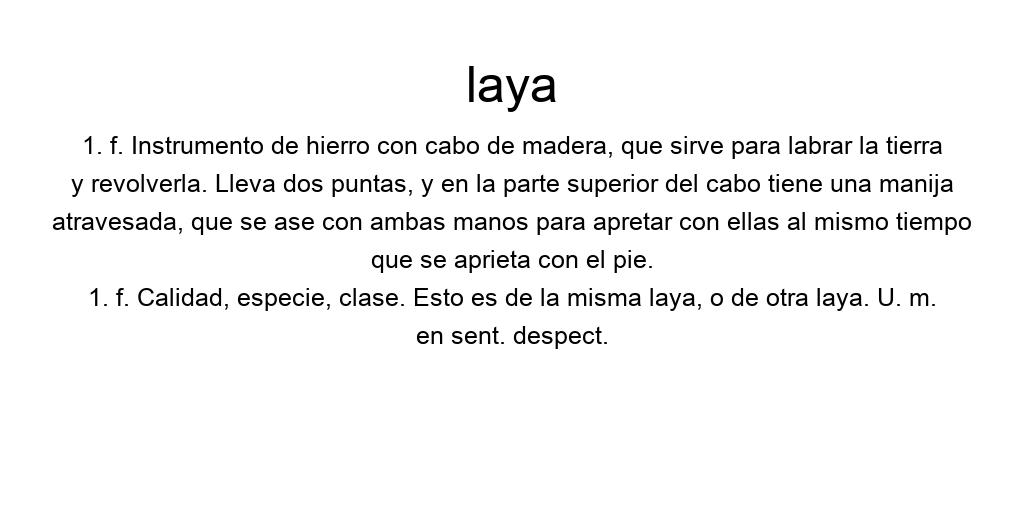 laya
1. f. Instrumento de hierro con cabo de madera, que sirve para labrar la tierra
y revolverla. Lleva dos puntas, y en la parte superior del cabo tiene una manija
atravesada, que se ase con ambas manos para apretar con ellas al mismo tiempo
que se aprieta con el pie.
1. f. Calidad, especie, clase. Esto es de la misma laya, o de otra laya. U. m.
en sent. despect.